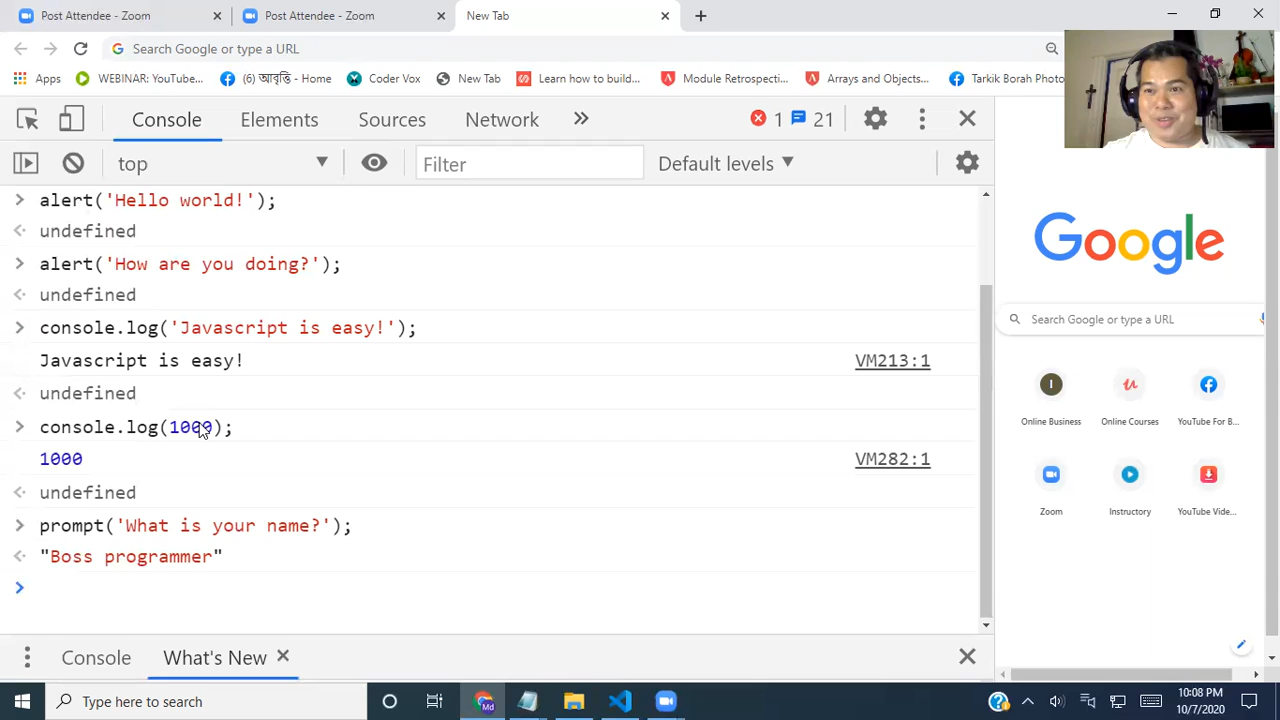 Post Attendee - Zoom
Post Attendee - Zoom
New Tab
Search Google or type a URL
Apps
WEBINAR: YouTube...
(6) আবৃত্তি - Home
Coder Vox
New Tab
Learn how to build...
Module Retrospecti...
Arrays and Objects...
Tarkik Borah Photo
Console
Elements
Sources
Network
1
21
top
Filter
Default levels
alert('Hello world!');
undefined
alert('How are you doing?');
undefined
console.log('Javascript is easy!');
Javascript is easy!
VM213:1
undefined
console.log(1000);
1000
VM282:1
undefined
prompt('What is your name?');
"Boss programmer"
Console
What's New
Google
Search Google or type a URL
I
Online Business
Online Courses
YouTube For B...
Zoom
Instructory
YouTube Vide...
Type here to search
Md
10:08 PM
10/7/2020